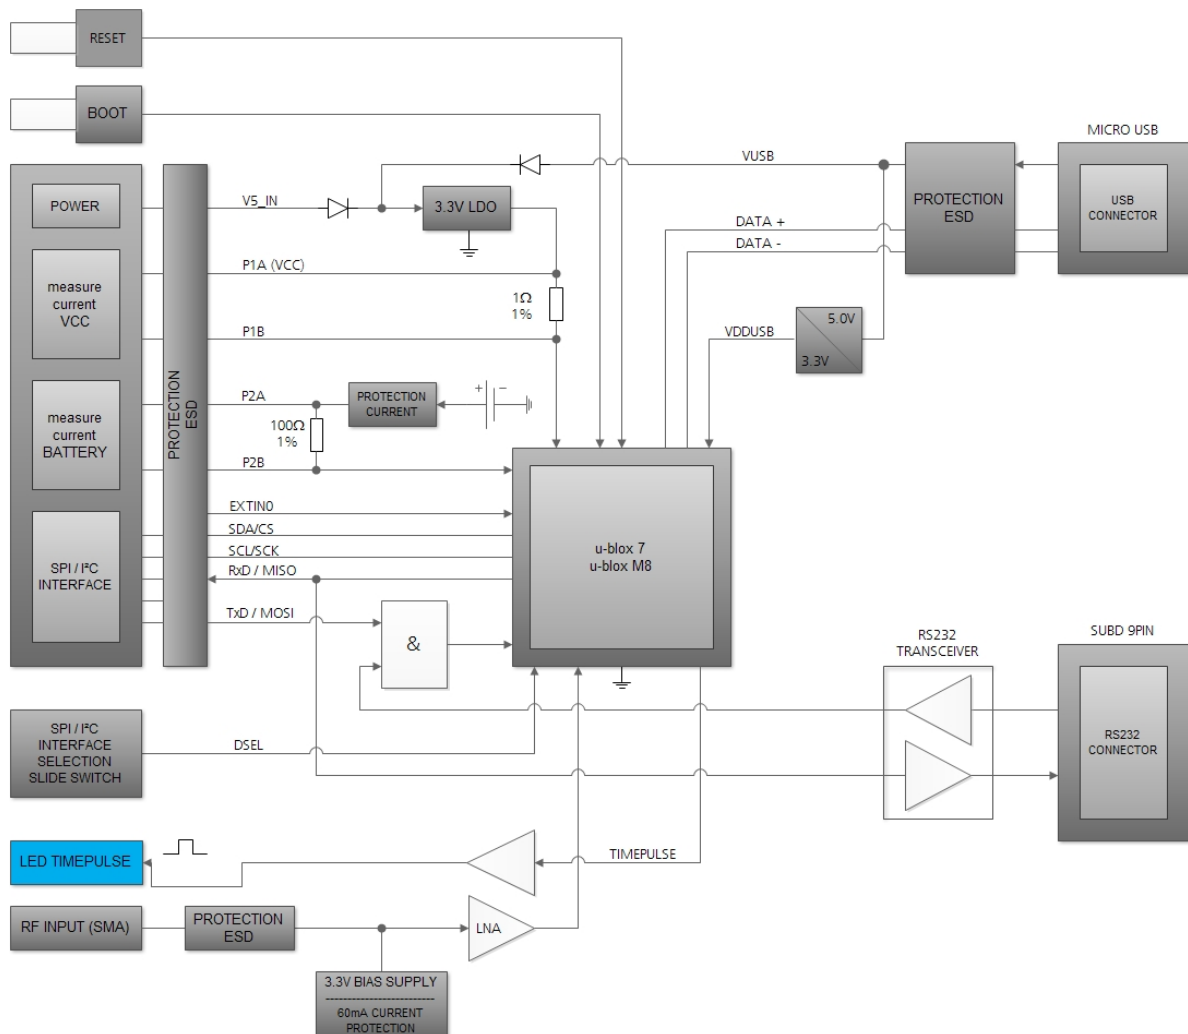 RESET
BOOT
MICRO USB
VUSB
POWER
V5_IN
3.3V LDO
PROTECTION
ESD
USB
CONNECTOR
DATA +
DATA -
P1A (VCC)
measure
current
VCC
1Ω
1%
5.0V
3.3V
VDDUSB
P1B
PROTECTION
ESD
P2A
PROTECTION
CURRENT
+
-
measure
current
BATTERY
100Ω
1%
P2B
EXTIN0
SDA/CS
SCL/SCK
RxD / MISO
TxD / MOSI
SPI / I²C
INTERFACE
u-blox 7
u-blox M8
&
RS232
TRANSCEIVER
SUBD 9PIN
RS232
CONNECTOR
SPI / I²C
INTERFACE
SELECTION
SLIDE SWITCH
DSEL
LED TIMEPULSE
TIMEPULSE
RF INPUT (SMA)
PROTECTION
ESD
LNA
3.3V BIAS SUPPLY
60mA CURRENT
PROTECTION